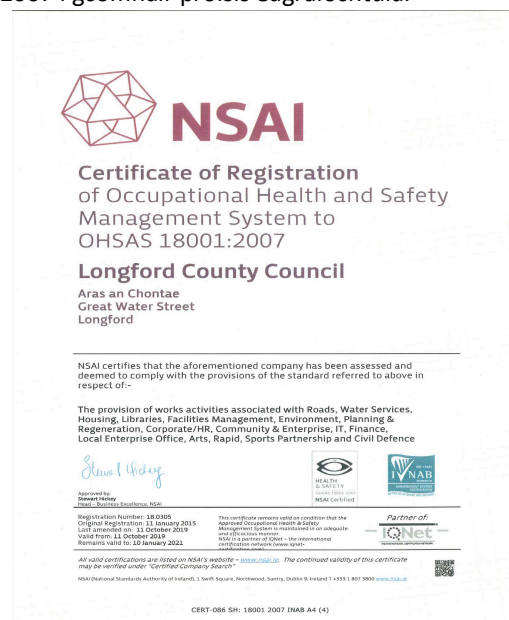 NSAI
Certificate of Registration
of Occupational Health and Safety
Management System to
OHSAS 18001:2007
Longford County Council
Aras an Chontae
Great Water Street
Longford
NSAI certifies that the aforementioned company has been assessed and
deemed to comply with the provisions of the standard referred to above in
respect of:-
The provision of works activities associated with Roads, Water Services,
Housing, Libraries, Facilities Management, Environment, Planning &
Regeneration, Corporate/HR, Community & Enterprise, IT, Finance,
Local Enterprise Office, Arts, Rapid, Sports Partnership and Civil Defence
Stewart Hickey
Approved by
Stewart Hickey
Head – Business Excellence, NSAI
HEALTH
& SAFETY
OHSAS 18001:2007
NSAI Certified
INAB
Registration Number: 18.0305
Original Registration: 11 January 2015
Last amended on: 11 October 2019
Valid from: 11 October 2019
Remains valid to: 10 January 2021
This certificate remains valid on condition that the
Approved Occupational Health & Safety
Management System is maintained in an adequate
and efficacious manner.
NSAI is a partner of IQNet – the international
certification network (www.iqnet-
Partner of:
IQNet
All valid certifications are listed on NSAI's website – www.nsai.ie. The continued validity of this certificate
may be verified under "Certified Company Search"
NSAI (National Standards Authority of Ireland), 1 Swift Square, Northwood, Santry, Dublin 9, Ireland T +353 1 807 3800 www.nsai.ie
CERT-086 SH: 18001 2007 INAB A4 (4)